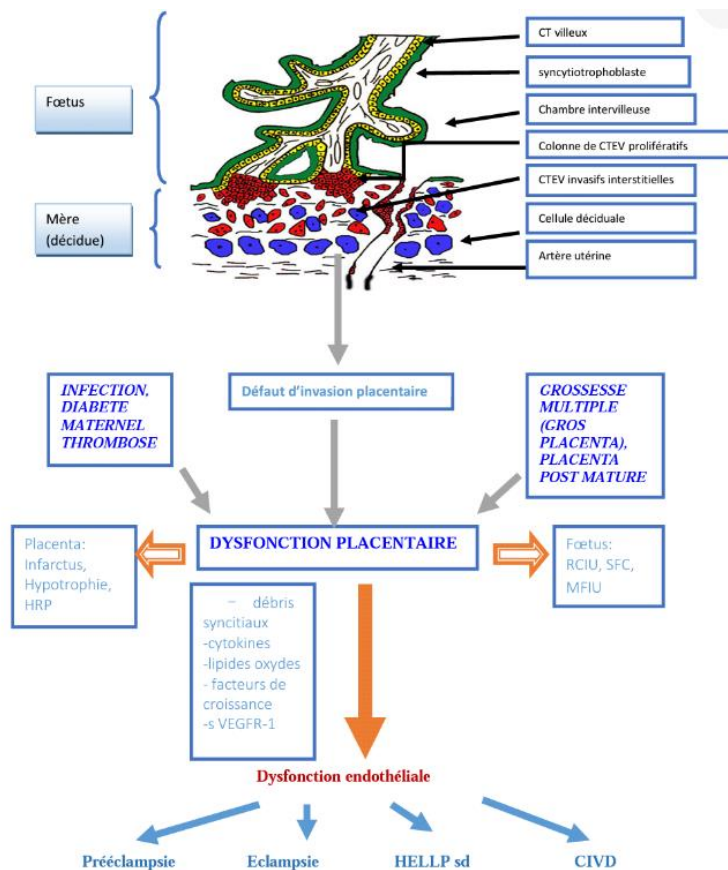 CT villeux
syncytiotrophoblaste
Fœtus
Chambre intervilleuse
Colonne de CTEV prolifératifs
CTEV invasifs interstitielles
Mère
(décidue)
Cellule déciduale
Artère utérine
INFECTION,
DIABETE
MATERNEL
THROMBOSE
Défaut d'invasion placentaire
GROSSESSE
MULTIPLE
(GROS
PLACENTA),
PLACENTA
POST MATURE
Placenta:
Infarctus,
Hypotrophie,
HRP
DYSFONCTION PLACENTAIRE
Fœtus:
RCIU, SFC,
MFIU
– débris
syncitiaux
-cytokines
-lipides oxydes
- facteurs de
croissance
-s VEGFR-1
Dysfonction endothéliale
Prééclampsie
Eclampsie
HELLP sd
CIVD